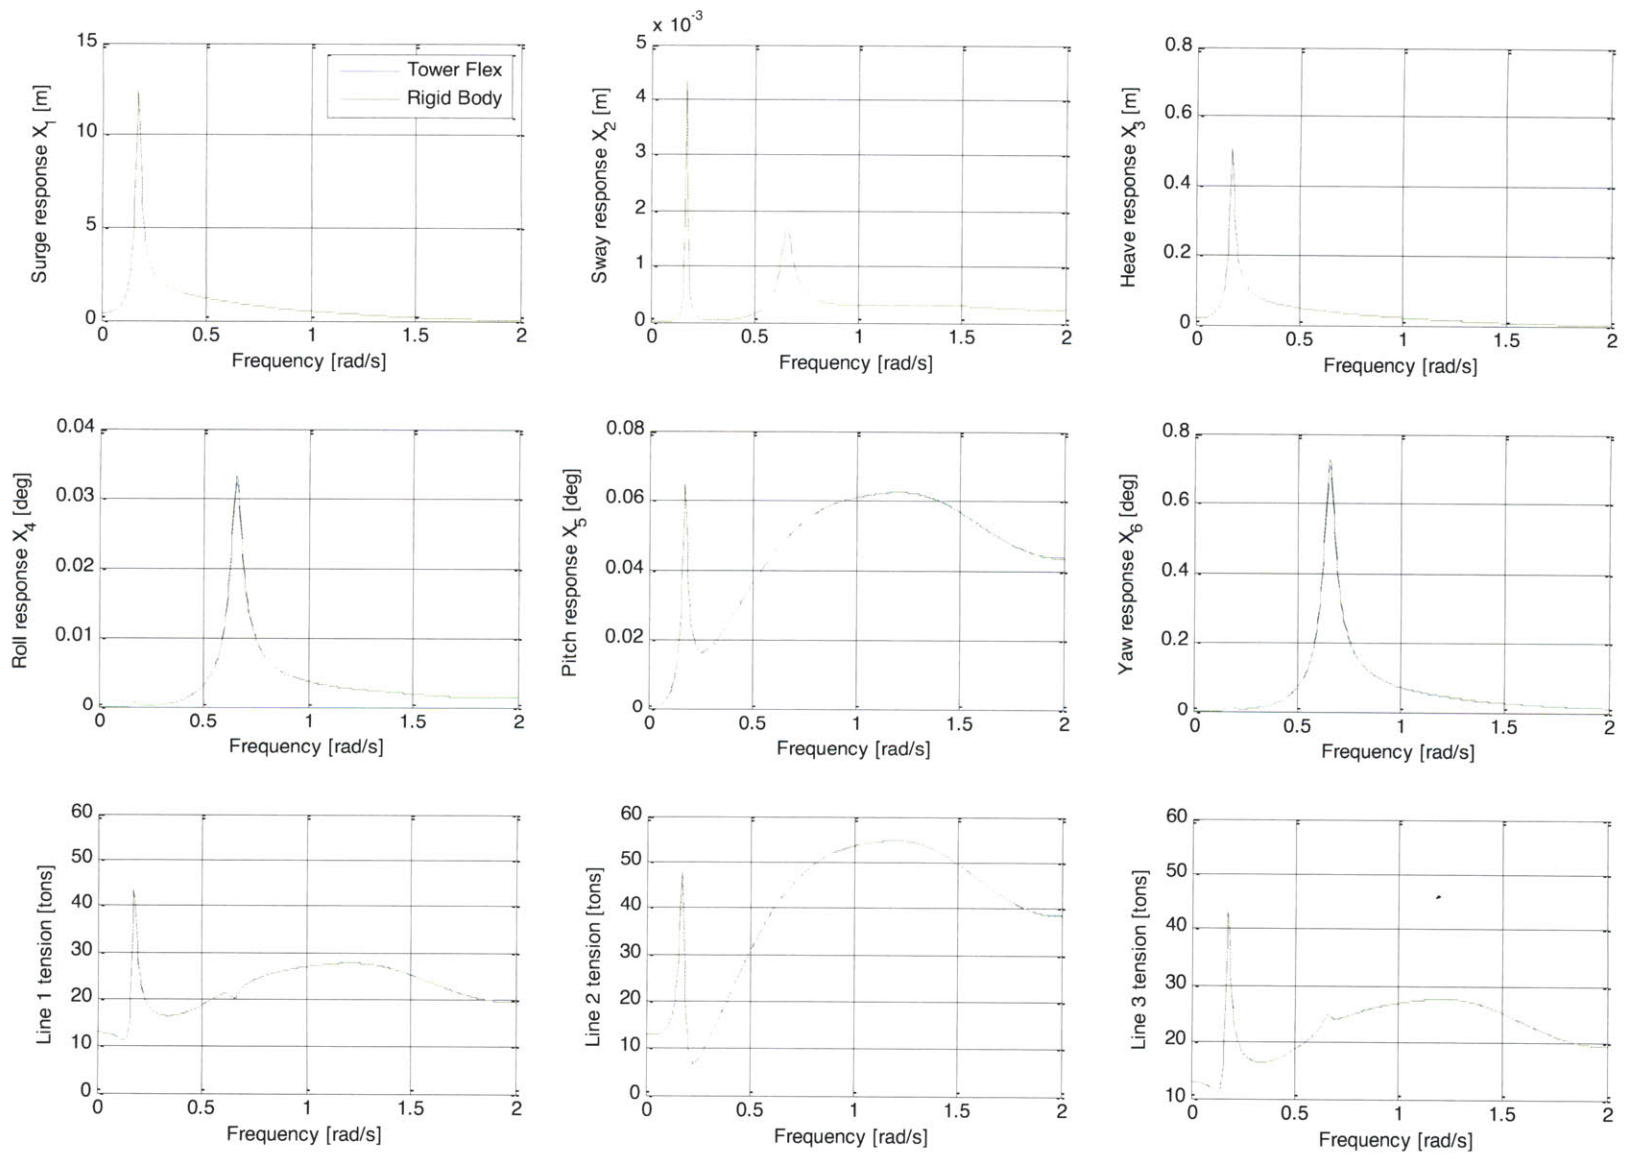 Surge response X1 [m]
15
10
5
0
0 0.5 1 1.5 2
Frequency [rad/s]
Tower Flex
Rigid Body
x 10-3
Sway response X2 [m]
5
4
3
2
1
0
0 0.5 1 1.5 2
Frequency [rad/s]
Heave response X3 [m]
0.8
0.6
0.4
0.2
0
0 0.5 1 1.5 2
Frequency [rad/s]
Roll response X4 [deg]
0.04
0.03
0.02
0.01
0
0 0.5 1 1.5 2
Frequency [rad/s]
Pitch response X5 [deg]
0.08
0.06
0.04
0.02
0
0 0.5 1 1.5 2
Frequency [rad/s]
Yaw response X6 [deg]
0.8
0.6
0.4
0.2
0
0 0.5 1 1.5 2
Frequency [rad/s]
Line 1 tension [tons]
60
50
40
30
20
10
0
0 0.5 1 1.5 2
Frequency [rad/s]
Line 2 tension [tons]
60
50
40
30
20
10
0
0 0.5 1 1.5 2
Frequency [rad/s]
Line 3 tension [tons]
60
50
40
30
20
10
0 0.5 1 1.5 2
Frequency [rad/s]